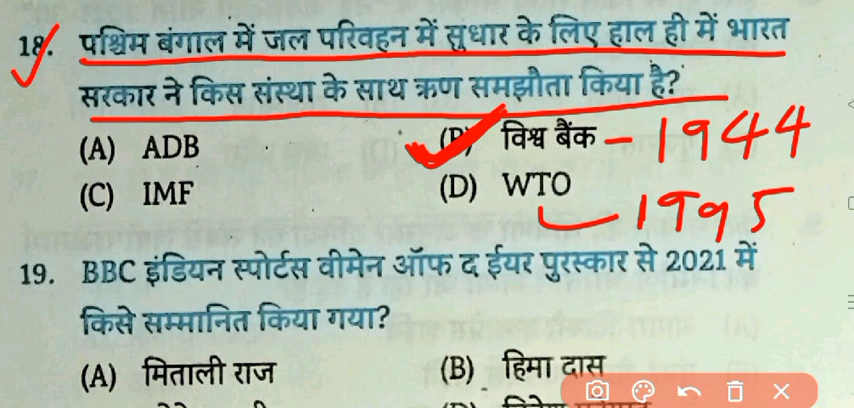 18. पश्चिम बंगाल में जल परिवहन में सुधार के लिए हाल ही में भारत
सरकार ने किस संस्था के साथ ऋण समझौता किया है?
(A) ADB (B) विश्व बैंक - 1944
(C) IMF (D) WTO - 1995
19. BBC इंडियन स्पोर्टस वीमेन ऑफ द ईयर पुरस्कार से 2021 में
किसे सम्मानित किया गया?
(A) मिताली राज (B) हिमा दास